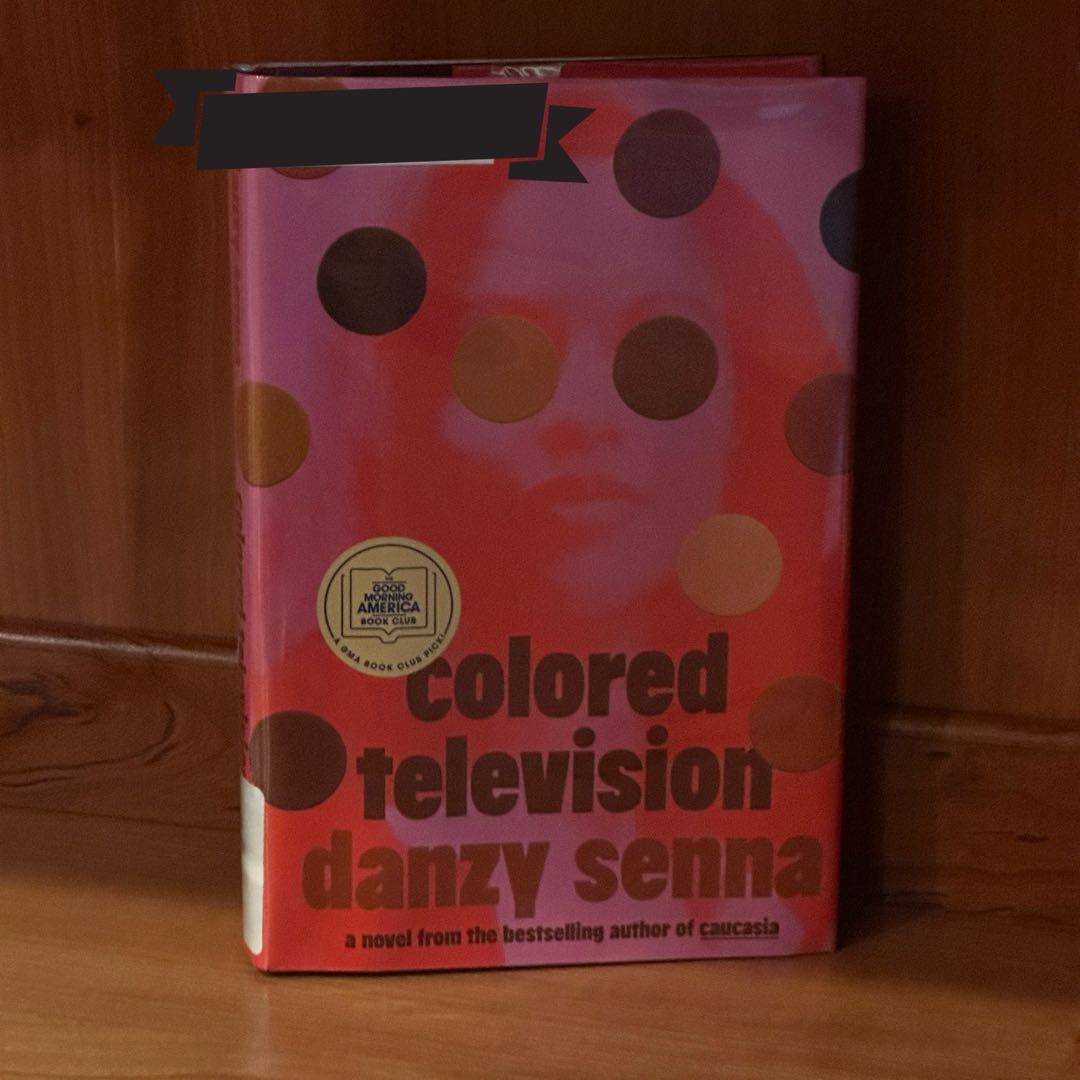 THE
GOOD
MORNING
AMERICA
BOOK CLUB
A GMA BOOK CLUB PICK!
colored
television
danzy senna
a novel from the bestselling author of caucasia